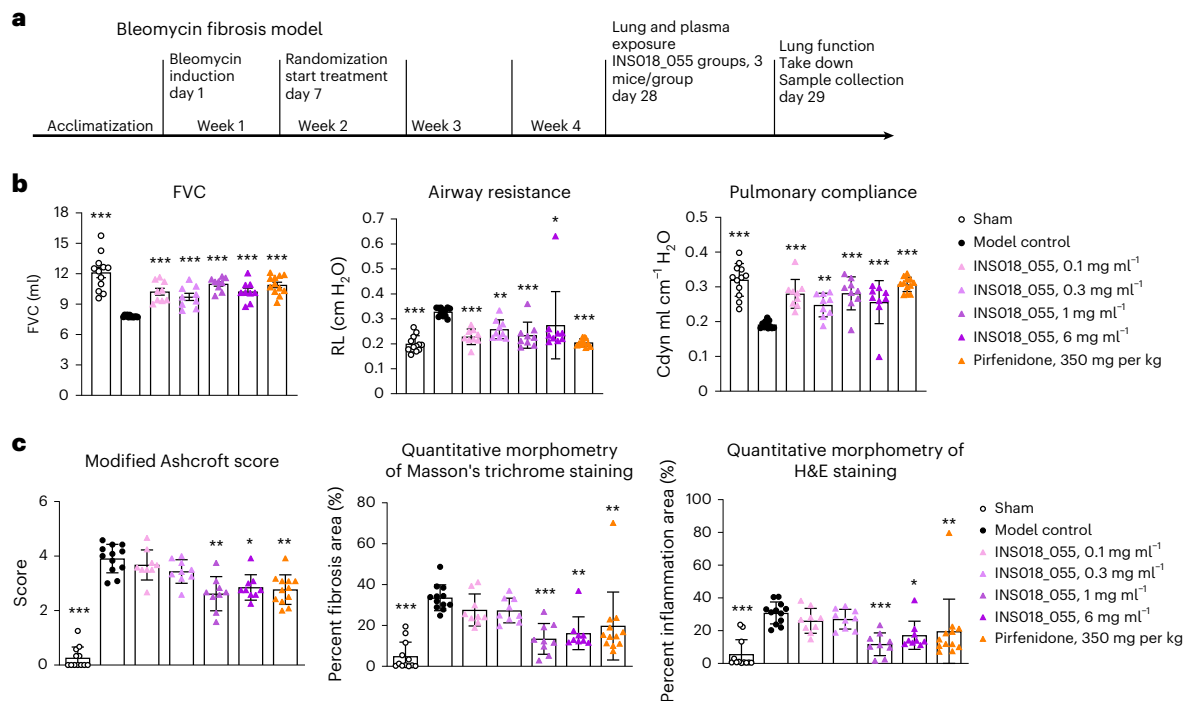 a
Bleomycin fibrosis model
Bleomycin
induction
day 1
Randomization
start treatment
day 7
Lung and plasma
exposure
INS018_055 groups, 3
mice/group
day 28
Lung function
Take down
Sample collection
day 29
Acclimatization
Week 1
Week 2
Week 3
Week 4
b
FVC
FVC (ml)
18
15
12
9
6
3
0
***
***
***
***
***
***
Airway resistance
RL (cm H₂O)
0.7
0.6
0.5
0.4
0.3
0.2
0.1
0
***
***
**
***
*
***
Pulmonary compliance
Cdyn ml cm⁻¹ H₂O
0.5
0.4
0.3
0.2
0.1
0
***
***
**
***
***
***
Sham
Model control
INS018_055, 0.1 mg ml⁻¹
INS018_055, 0.3 mg ml⁻¹
INS018_055, 1 mg ml⁻¹
INS018_055, 6 mg ml⁻¹
Pirfenidone, 350 mg per kg
c
Modified Ashcroft score
Score
6
4
2
0
***
**
*
**
Quantitative morphometry
of Masson's trichrome staining
Percent fibrosis area (%)
80
60
40
20
0
***
***
**
**
Quantitative morphometry of
H&E staining
Percent inflammation area (%)
100
80
60
40
20
0
***
***
*
**
Sham
Model control
INS018_055, 0.1 mg ml⁻¹
INS018_055, 0.3 mg ml⁻¹
INS018_055, 1 mg ml⁻¹
INS018_055, 6 mg ml⁻¹
Pirfenidone, 350 mg per kg